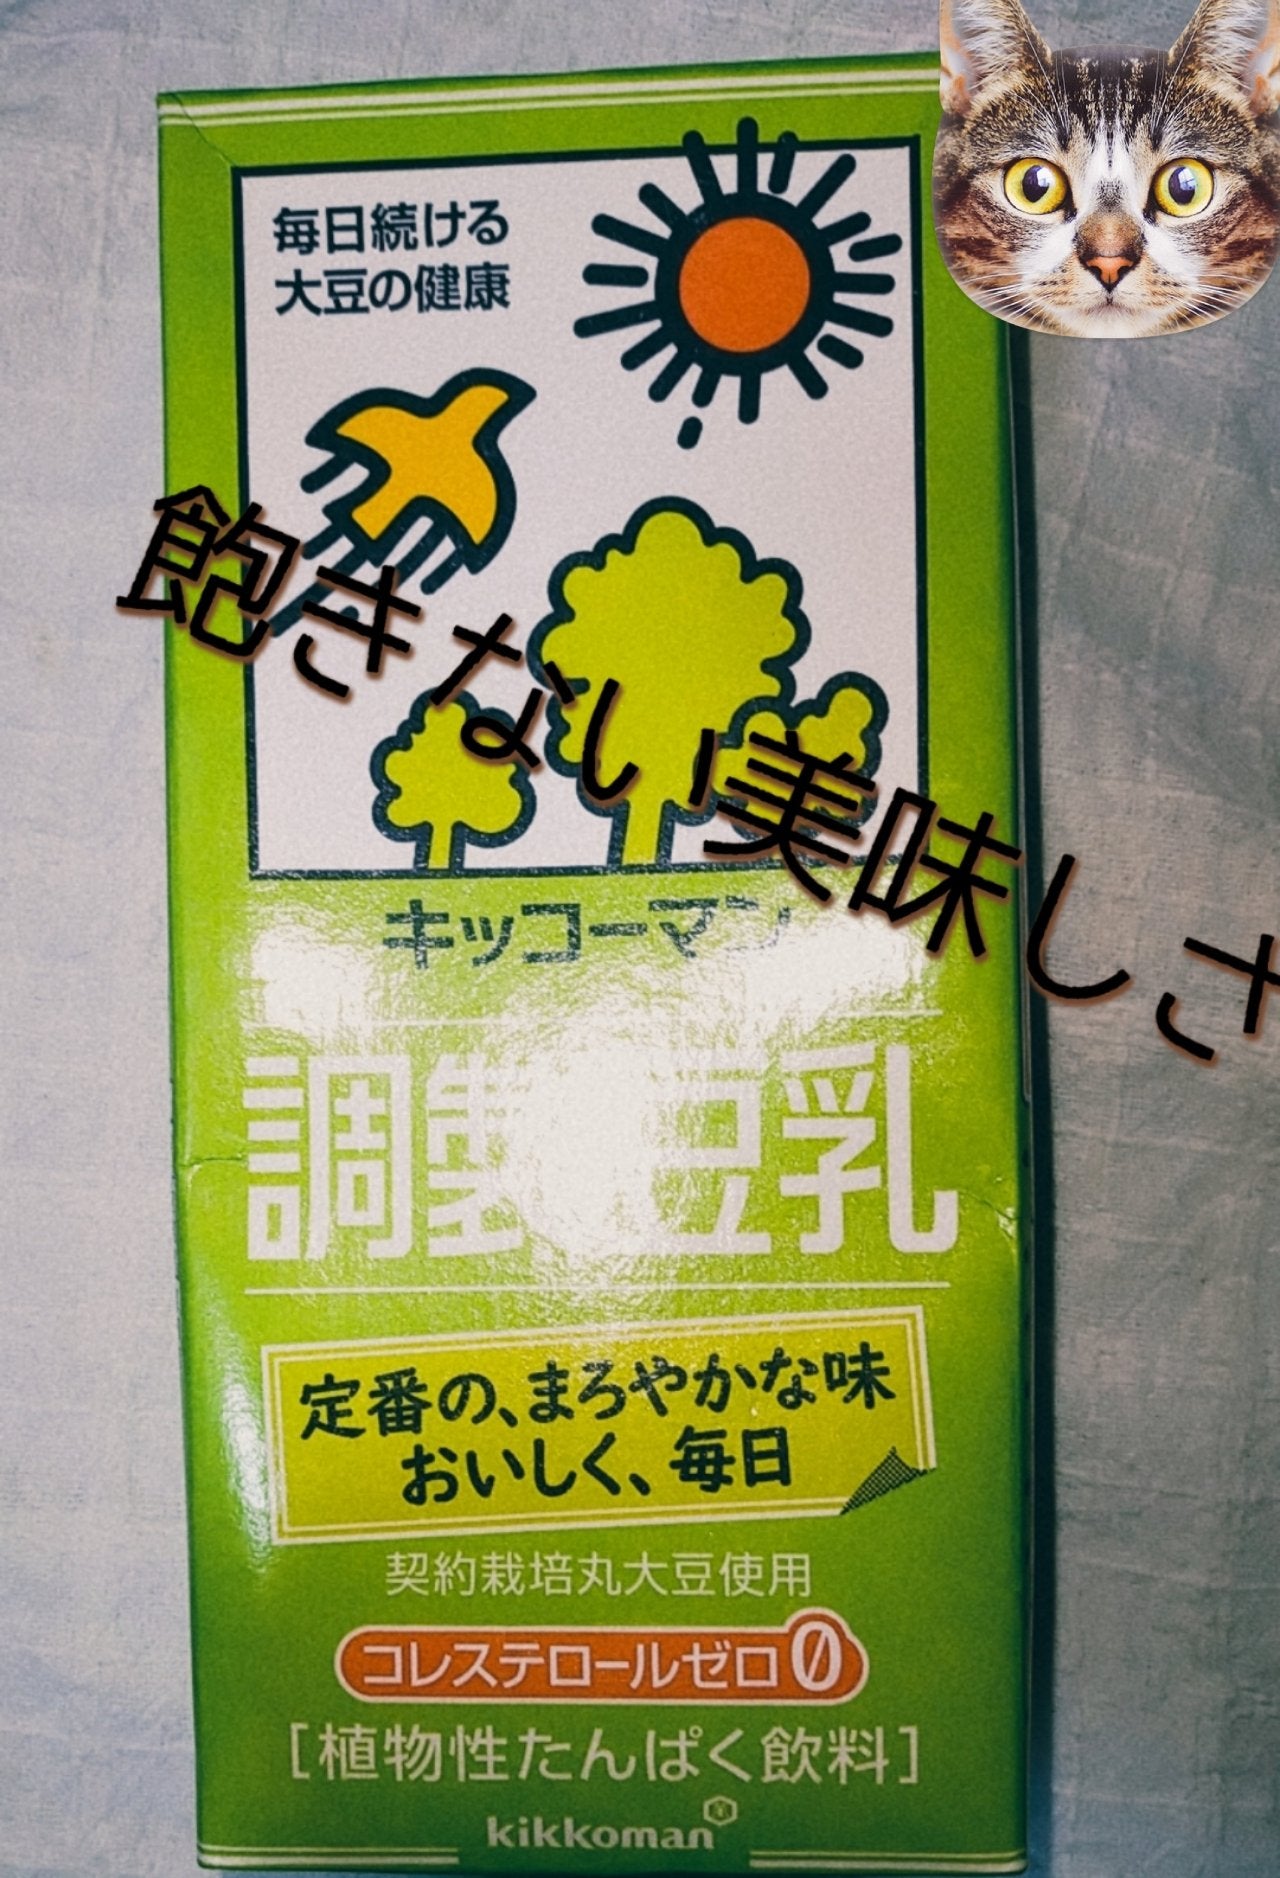 毎日続ける
大豆の健康
飽きない美味しさ
キッコーマン
調製豆乳
定番の、まろやかな味
おいしく、毎日
契約栽培丸大豆使用
コレステロールゼロ0
[植物性たんぱく飲料]
kikkoman